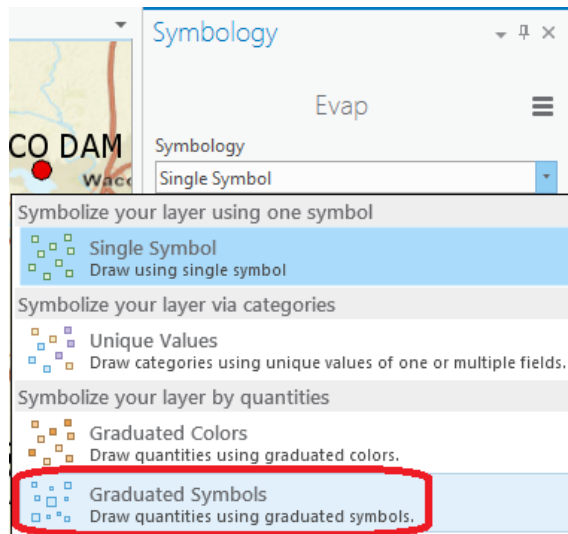 Symbology
Evap
CO DAM
Symbology
Single Symbol
Symbolize your layer using one symbol
Single Symbol
Draw using single symbol
Symbolize your layer via categories
Unique Values
Draw categories using unique values of one or multiple fields.
Symbolize your layer by quantities
Graduated Colors
Draw quantities using graduated colors.
Graduated Symbols
Draw quantities using graduated symbols.